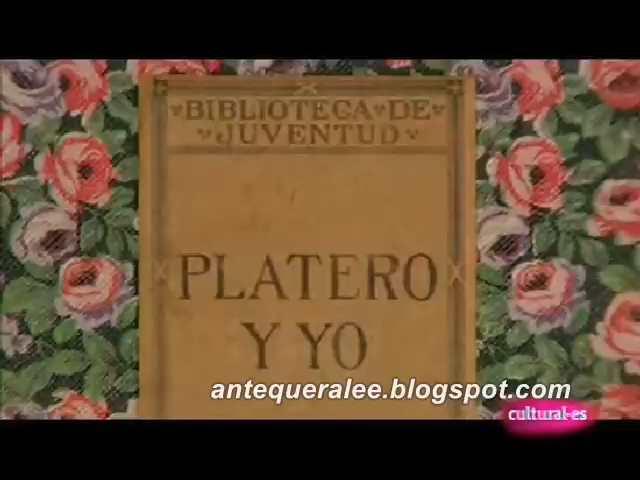 BIBLIOTECA DE
JUVENTUD
PLATERO
Y YO
antequeralee.blogspot.com
cultural·es